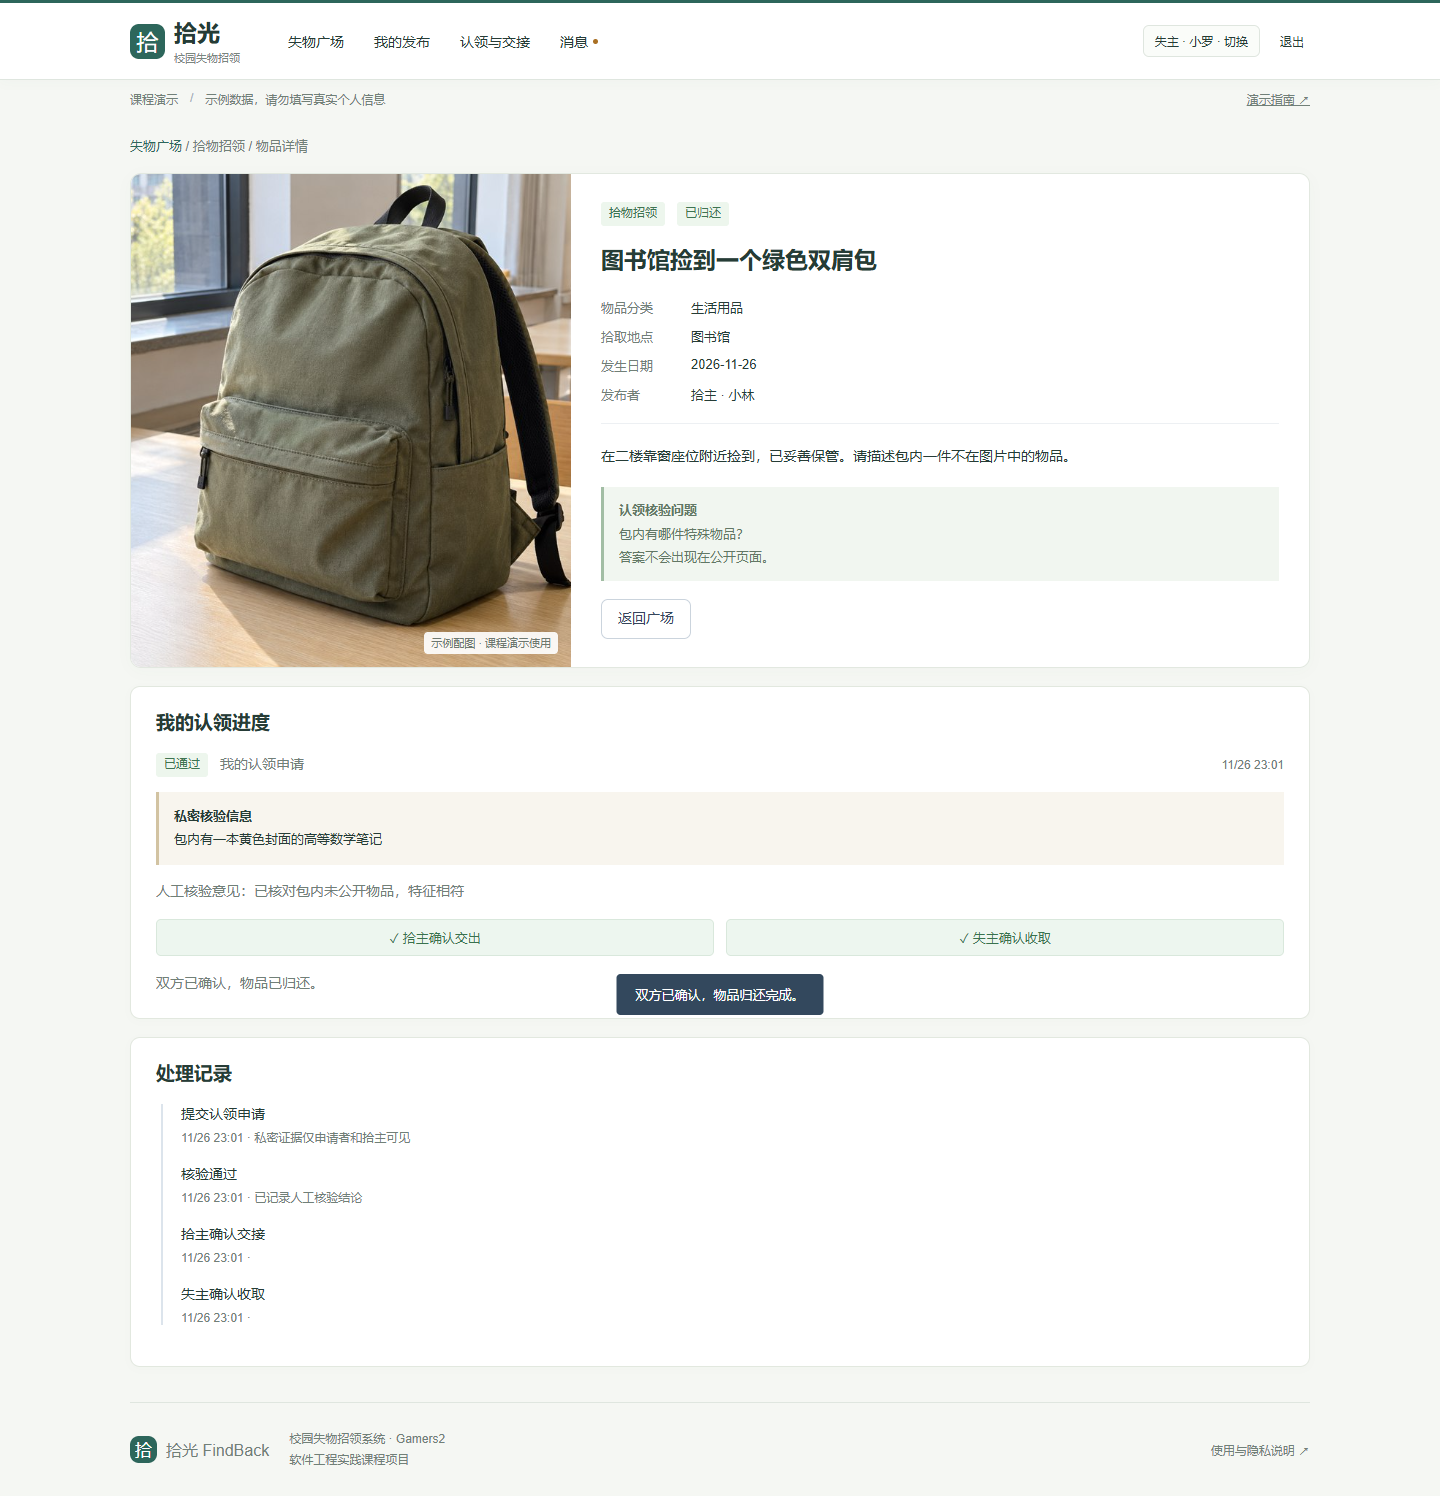 拾 拾光
校园失物招领
失物广场 我的发布 认领与交接 消息
失主 · 小罗 · 切换 退出
课程演示 / 示例数据，请勿填写真实个人信息 演示指南 ↗
失物广场 / 拾物招领 / 物品详情
拾物招领 已归还
图书馆捡到一个绿色双肩包
物品分类 生活用品
拾取地点 图书馆
发生日期 2026-11-26
发布者 拾主 · 小林
在二楼靠窗座位附近捡到，已妥善保管。请描述包内一件不在图片中的物品。
认领核验问题
包内有哪件特殊物品？
答案不会出现在公开页面。
返回广场
示例配图 · 课程演示使用
我的认领进度
已通过 我的认领申请 11/26 23:01
私密核验信息
包内有一本黄色封面的高等数学笔记
人工核验意见：已核对包内未公开物品，特征相符
✓ 拾主确认交出 ✓ 失主确认收取
双方已确认，物品已归还。
双方已确认，物品归还完成。
处理记录
提交认领申请
11/26 23:01 · 私密证据仅申请者和拾主可见
核验通过
11/26 23:01 · 已记录人工核验结论
拾主确认交接
11/26 23:01 ·
失主确认收取
11/26 23:01 ·
拾 拾光 FindBack
校园失物招领系统 · Gamers2
软件工程实践课程项目
使用与隐私说明 ↗